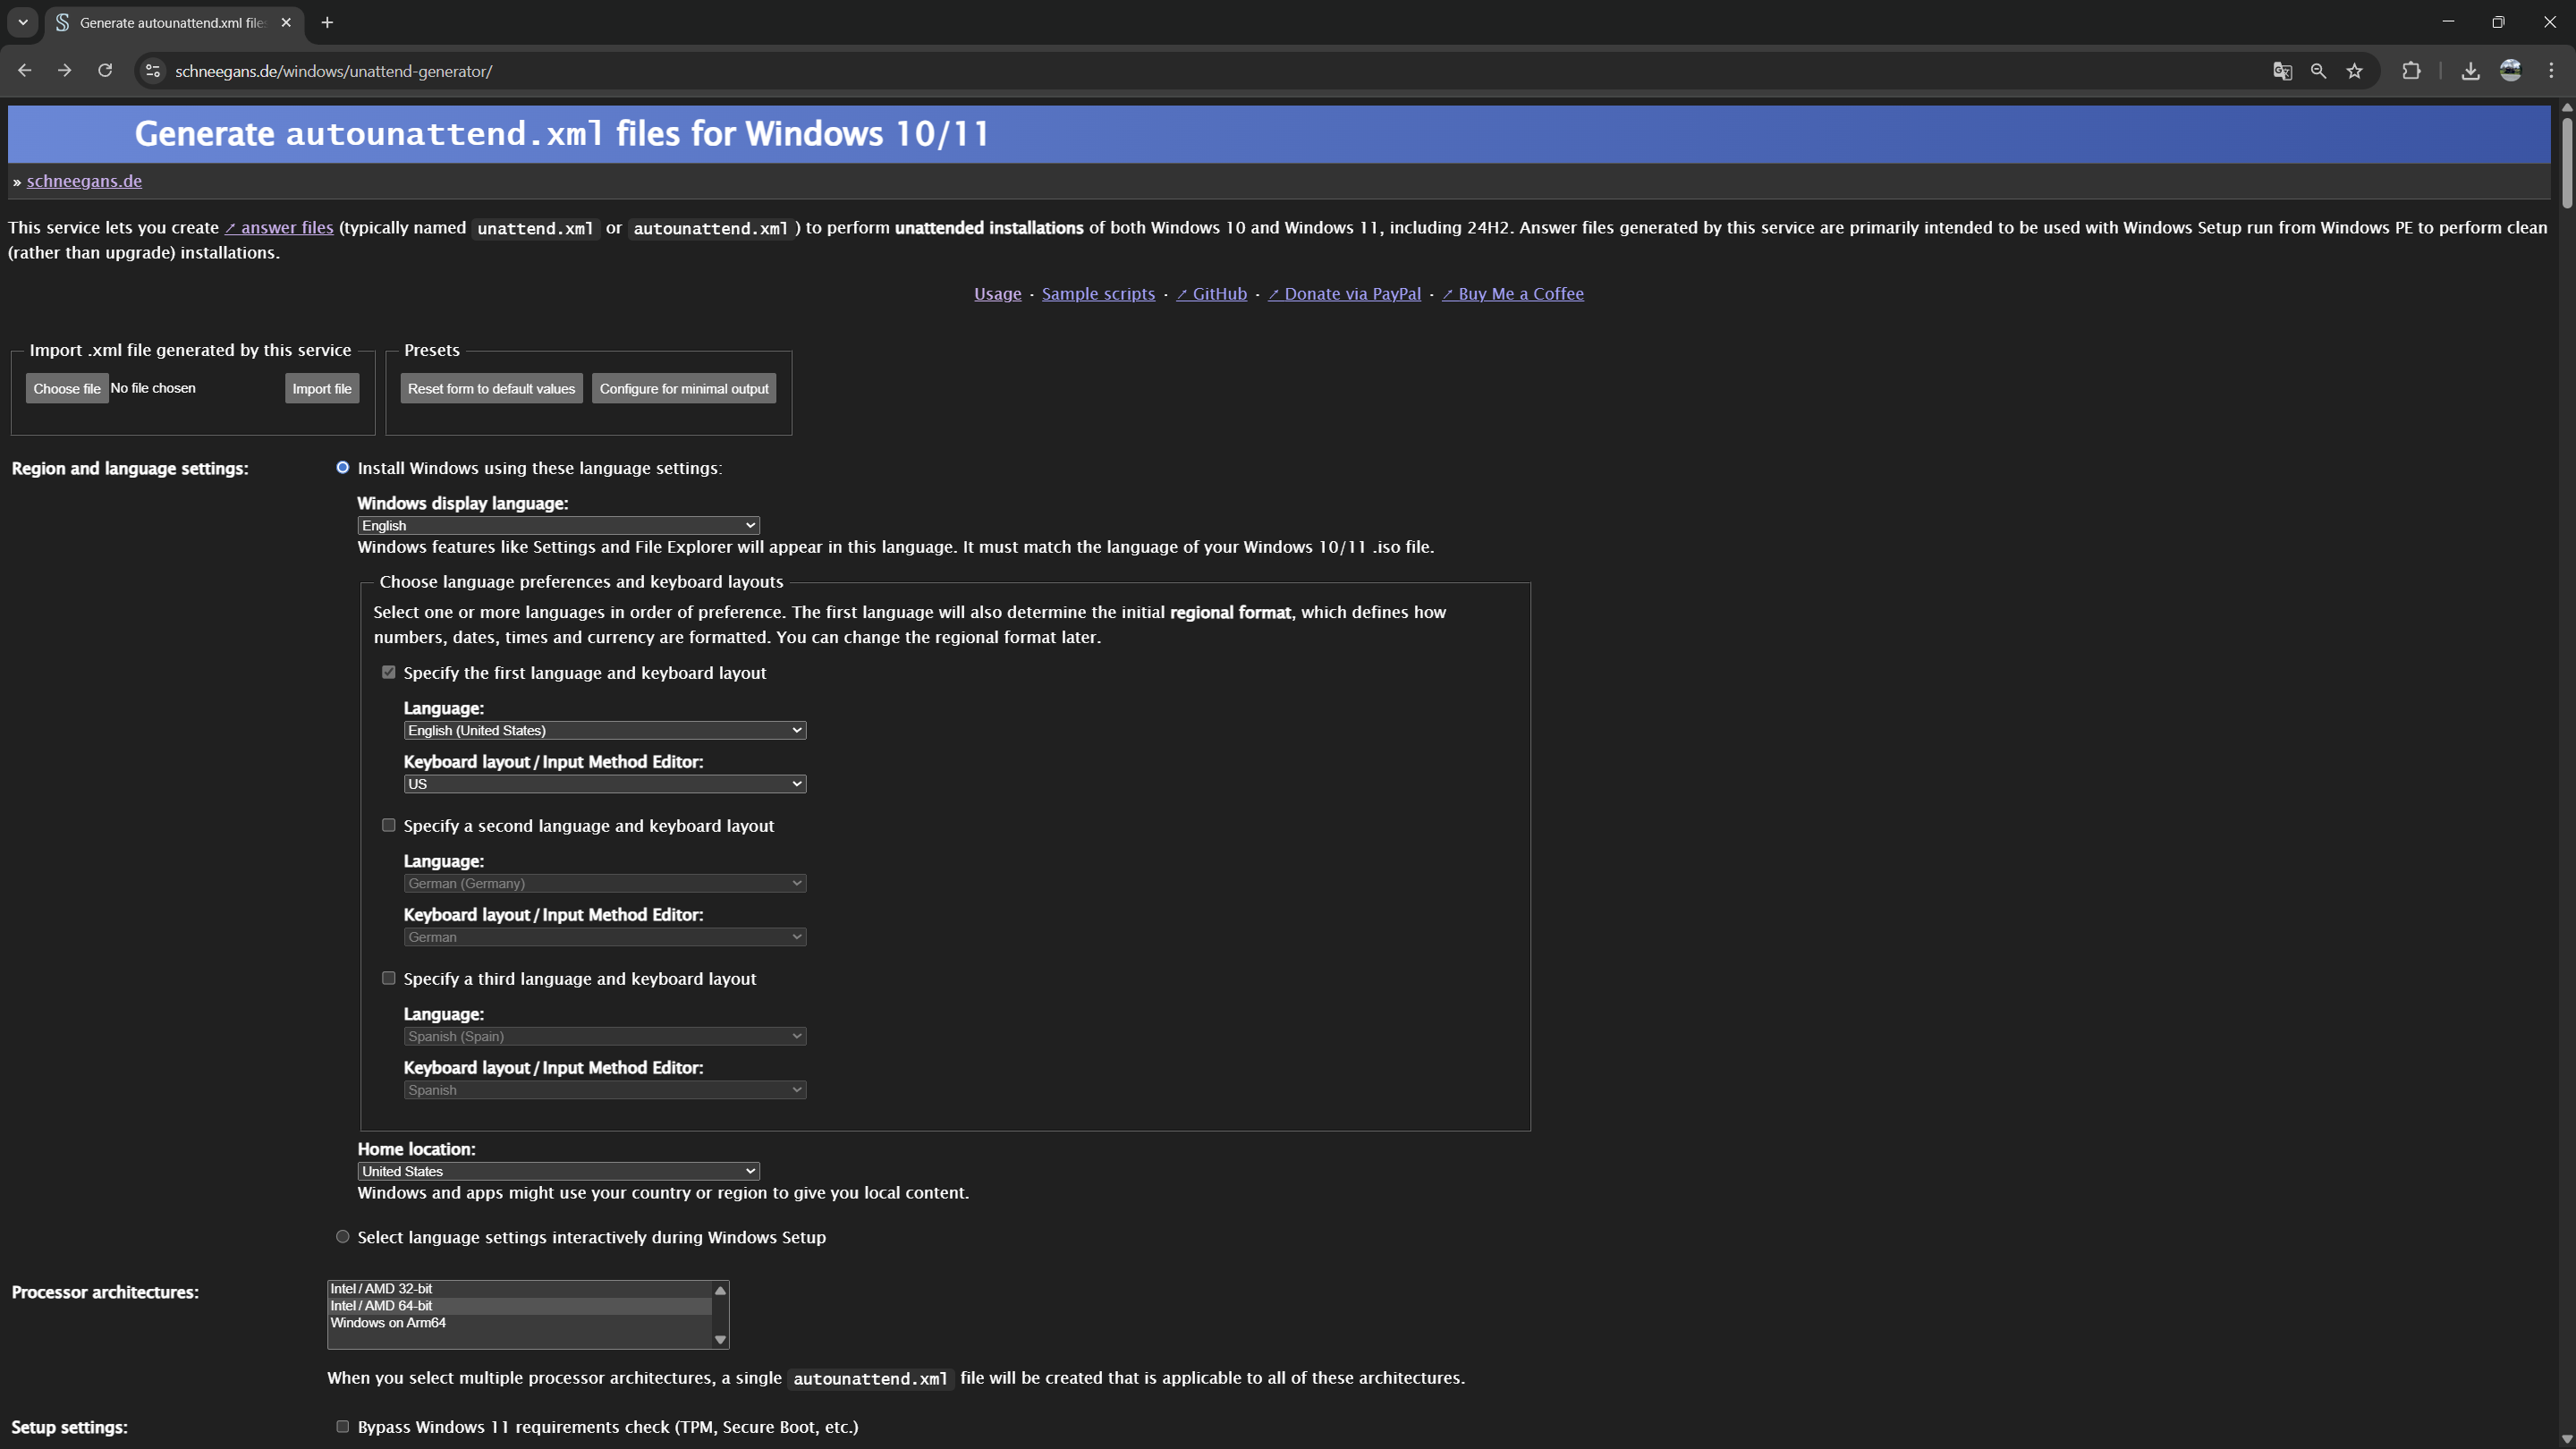 Generate autounattend.xml file
schneegans.de/windows/unattend-generator/
Generate autounattend.xml files for Windows 10/11
» schneegans.de
This service lets you create ↗ answer files (typically named unattend.xml or autounattend.xml) to perform unattended installations of both Windows 10 and Windows 11, including 24H2. Answer files generated by this service are primarily intended to be used with Windows Setup run from Windows PE to perform clean
(rather than upgrade) installations.
Usage · Sample scripts · ↗ GitHub · ↗ Donate via PayPal · ↗ Buy Me a Coffee
Import .xml file generated by this service
Choose file No file chosen Import file
Presets
Reset form to default values Configure for minimal output
Region and language settings:
Install Windows using these language settings:
Windows display language:
English
Windows features like Settings and File Explorer will appear in this language. It must match the language of your Windows 10/11 .iso file.
Choose language preferences and keyboard layouts
Select one or more languages in order of preference. The first language will also determine the initial regional format, which defines how
numbers, dates, times and currency are formatted. You can change the regional format later.
Specify the first language and keyboard layout
Language:
English (United States)
Keyboard layout / Input Method Editor:
US
Specify a second language and keyboard layout
Language:
German (Germany)
Keyboard layout / Input Method Editor:
German
Specify a third language and keyboard layout
Language:
Spanish (Spain)
Keyboard layout / Input Method Editor:
Spanish
Home location:
United States
Windows and apps might use your country or region to give you local content.
Select language settings interactively during Windows Setup
Processor architectures:
Intel / AMD 32-bit
Intel / AMD 64-bit
Windows on Arm64
When you select multiple processor architectures, a single autounattend.xml file will be created that is applicable to all of these architectures.
Setup settings:
Bypass Windows 11 requirements check (TPM, Secure Boot, etc.)